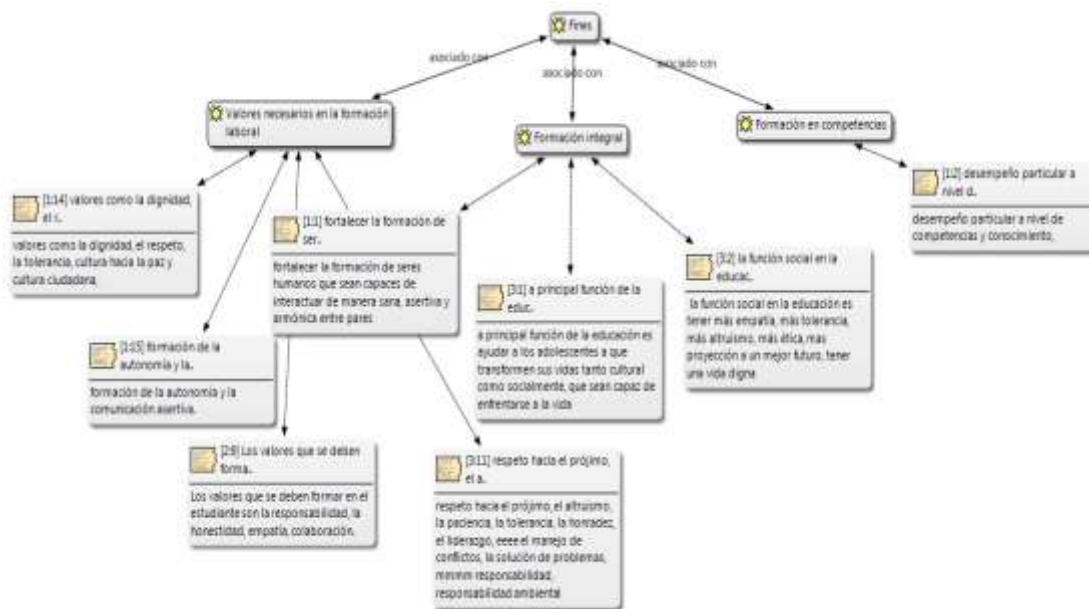 Fines
asociado con
asociado con
asociado con
Valores necesarios en la formación
laboral
Formación integral
Formación en competencias
[1:14] valores como la dignidad,
el r..
valores como la dignidad, el respeto,
la tolerancia, cultura hacia la paz y
cultura ciudadana,
[1:1] fortalecer la formación de
ser..
fortalecer la formación de seres
humanos que sean capaces de
interactuar de manera sana, asertiva y
armónica entre pares
[1:2] desempeño particular a
nivel d..
desempeño particular a nivel de
competencias y conocimiento,
[3:2] la función social en la
educac..
la función social en la educación es
tener más empatía, más tolerancia,
más altruismo, más ética, mas
proyección a un mejor futuro, tener
una vida digna
[3:1] a principal función de la
educ..
a principal función de la educación es
ayudar a los adolescentes a que
transformen sus vidas tanto cultural
como socialmente, que sean capaz de
enfrentarse a la vida
[1:15] formación de la
autonomía y la..
formación de la autonomía y la
comunicación asertiva.
[2:9] Los valores que se deben
forma..
Los valores que se deben formar en el
estudiante son la responsabilidad, la
honestidad, empatía, colaboración.
[3:11] respeto hacia el prójimo,
el a..
respeto hacia el prójimo, el altruismo,
la paciencia, la tolerancia, la honradez,
el liderazgo, eeee el manejo de
conflictos, la solución de problemas,
mmmm responsabilidad,
responsabilidad ambiental